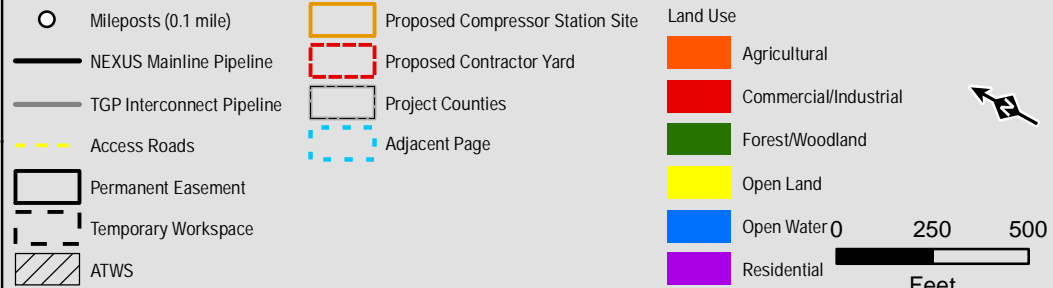 Mileposts (0.1 mile)
NEXUS Mainline Pipeline
TGP Interconnect Pipeline
Access Roads
Permanent Easement
Temporary Workspace
ATWS
Proposed Compressor Station Site
Proposed Contractor Yard
Project Counties
Adjacent Page
Land Use
Agricultural
Commercial/Industrial
Forest/Woodland
Open Land
Open Water
Residential
N
0 250 500
Feet